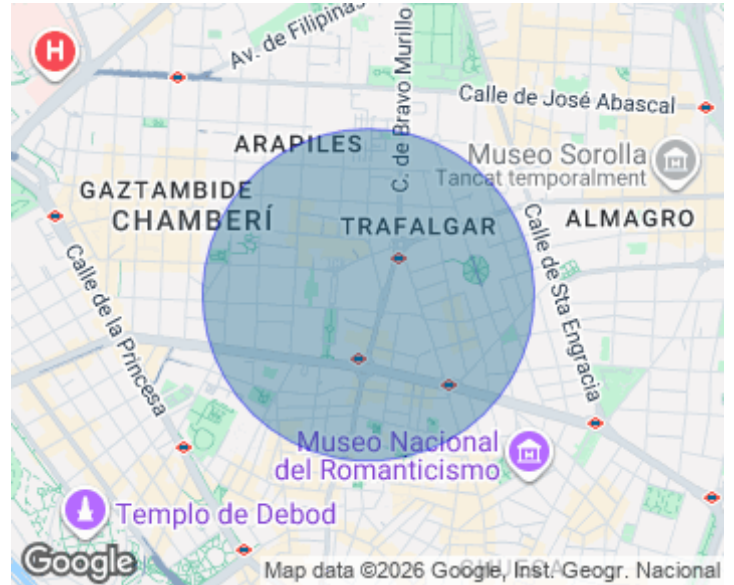 H
Av. de Filipinas
C. de Bravo Murillo
Calle de José Abascal
ARAPILES
Museo Sorolla
Tancat temporalment
GAZTAMBIDE
CHAMBERÍ
TRAFALGAR
ALMAGRO
Calle de Sta Engracia
Calle de la Princesa
Museo Nacional
del Romanticismo
Templo de Debod
Google
CHUECA
Map data ©2026 Google, Inst. Geogr. Nacional